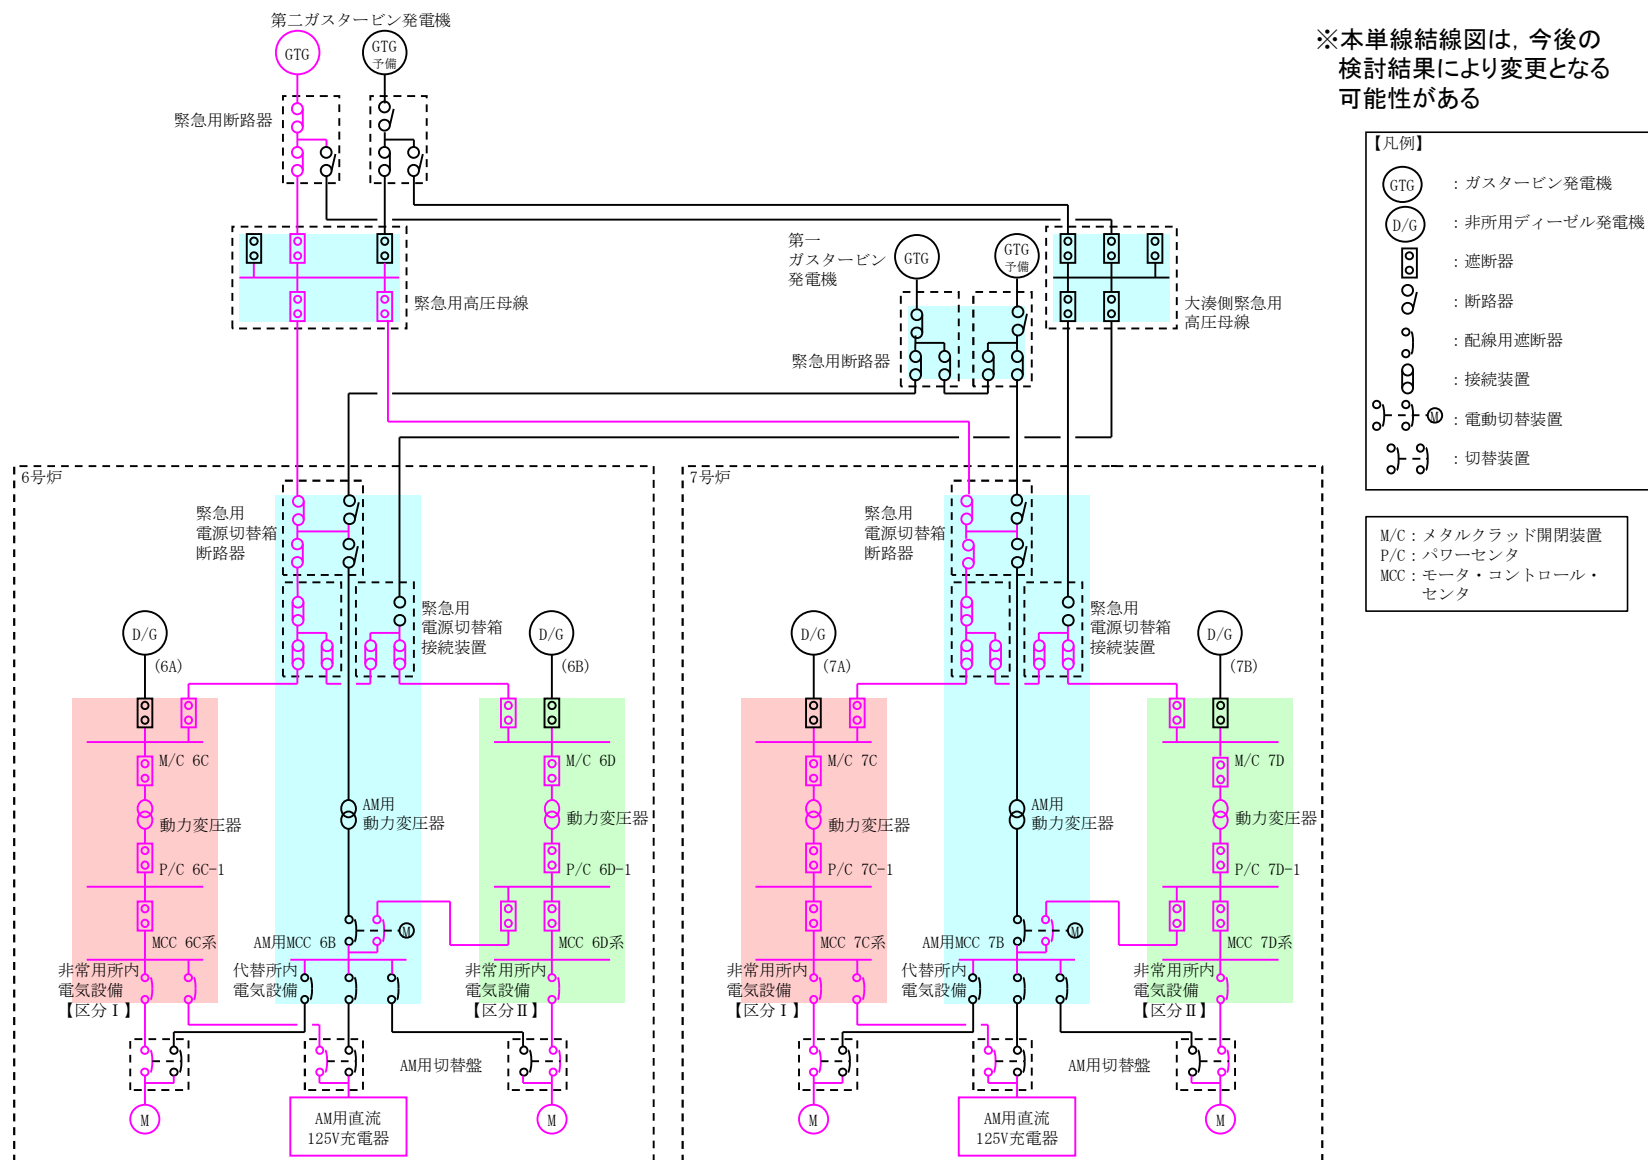 第二ガスタービン発電機
GTG
GTG
予備
緊急用断路器
※本単線結線図は，今後の
検討結果により変更となる
可能性がある
【凡例】
GTG
：ガスタービン発電機
D/G
：非所用ディーゼル発電機
：遮断器
：断路器
：配線用遮断器
：接続装置
M
：電動切替装置
：切替装置
M/C：メタルクラッド開閉装置
P/C：パワーセンタ
MCC：モータ・コントロール・
センタ
緊急用高圧母線
第一
ガスタービン
発電機
GTG
GTG
予備
緊急用断路器
大湊側緊急用
高圧母線
6号炉
緊急用
電源切替箱
断路器
緊急用
電源切替箱
接続装置
D/G
(6A)
D/G
(6B)
M/C 6C
M/C 6D
動力変圧器
AM用
動力変圧器
動力変圧器
P/C 6C-1
P/C 6D-1
M
MCC 6C系
AM用MCC 6B
MCC 6D系
非常用所内
電気設備
【区分Ⅰ】
代替所内
電気設備
非常用所内
電気設備
【区分Ⅱ】
AM用切替盤
M
AM用直流
125V充電器
M
7号炉
緊急用
電源切替箱
断路器
緊急用
電源切替箱
接続装置
D/G
(7A)
D/G
(7B)
M/C 7C
M/C 7D
動力変圧器
AM用
動力変圧器
動力変圧器
P/C 7C-1
P/C 7D-1
M
MCC 7C系
AM用MCC 7B
MCC 7D系
非常用所内
電気設備
【区分Ⅰ】
代替所内
電気設備
非常用所内
電気設備
【区分Ⅱ】
AM用切替盤
M
AM用直流
125V充電器
M